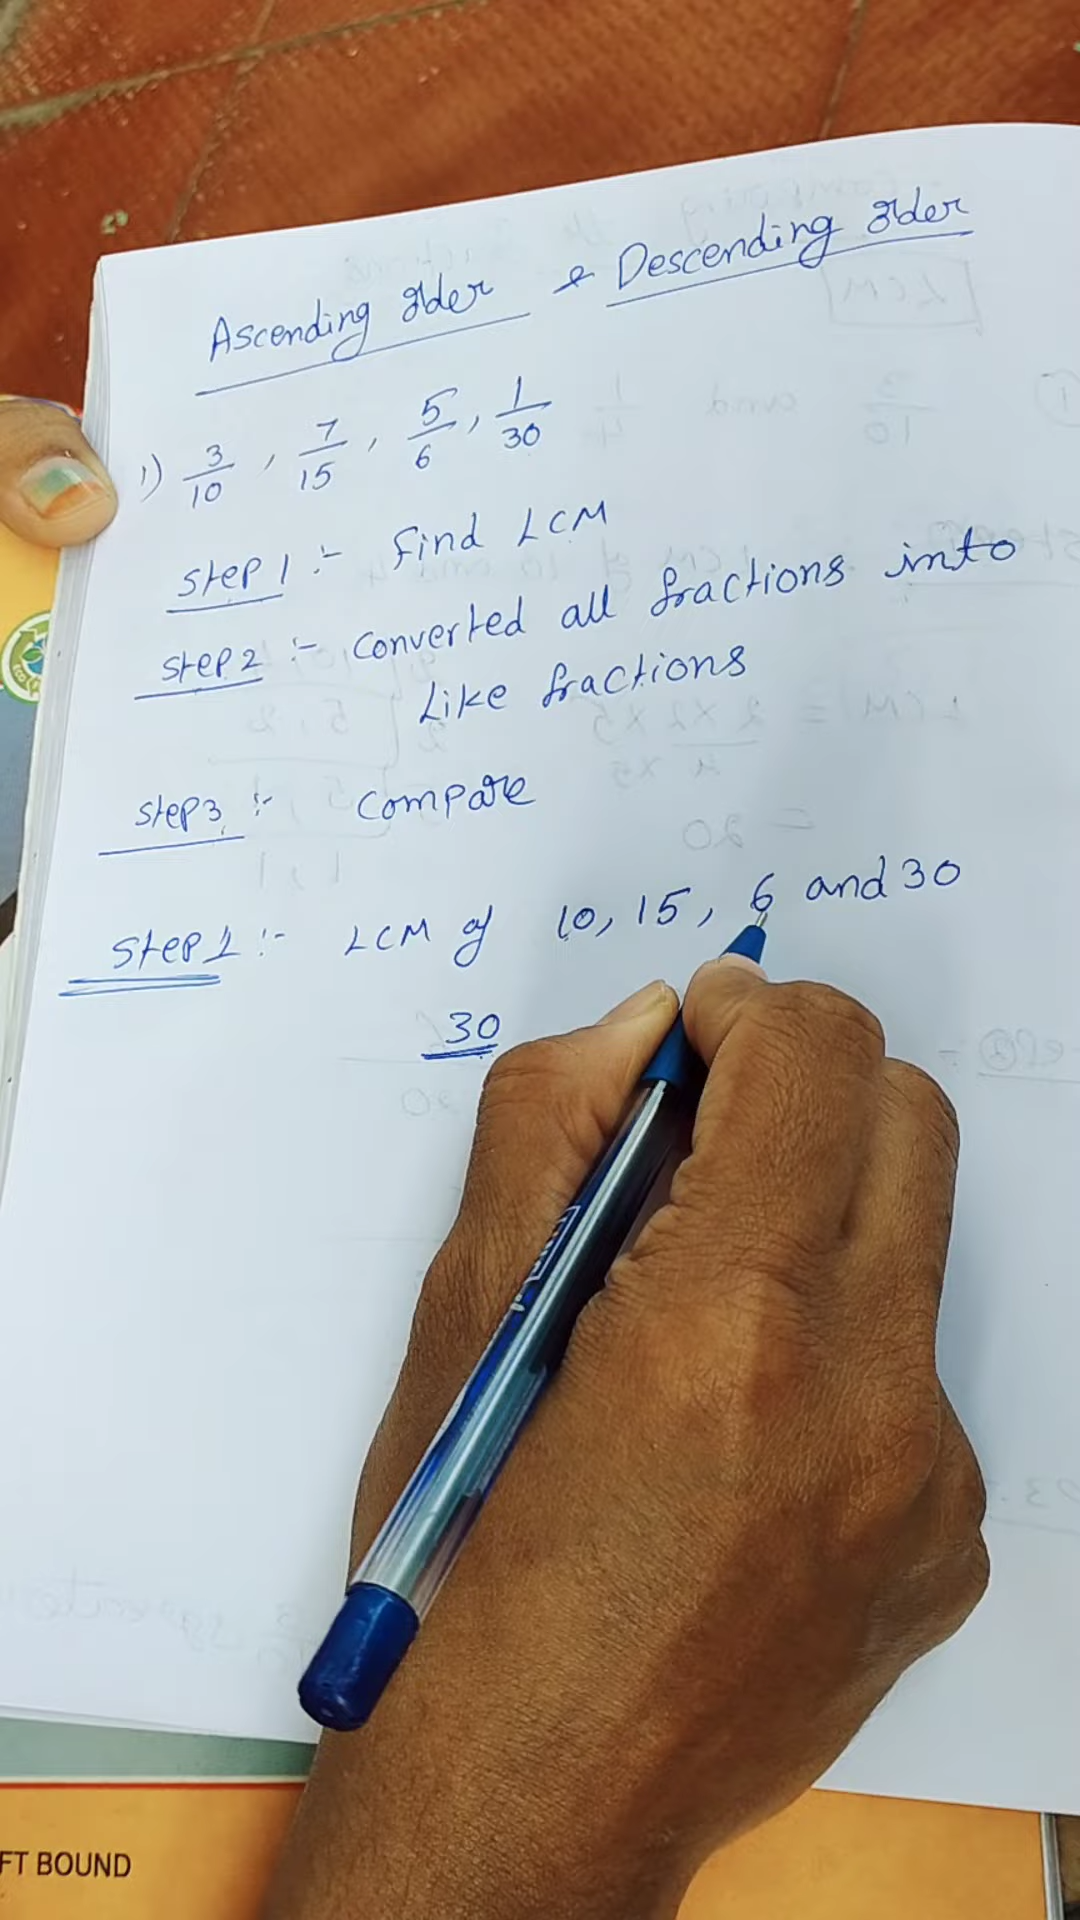 Ascending order & Descending order
1) 3/10, 7/15, 5/6, 1/30
Step 1 :- Find LCM
Step 2 :- Converted all fractions into
Like fractions
Step 3 :- Compare
Step 1 :- LCM of 10, 15, 6 and 30
30
FT BOUND